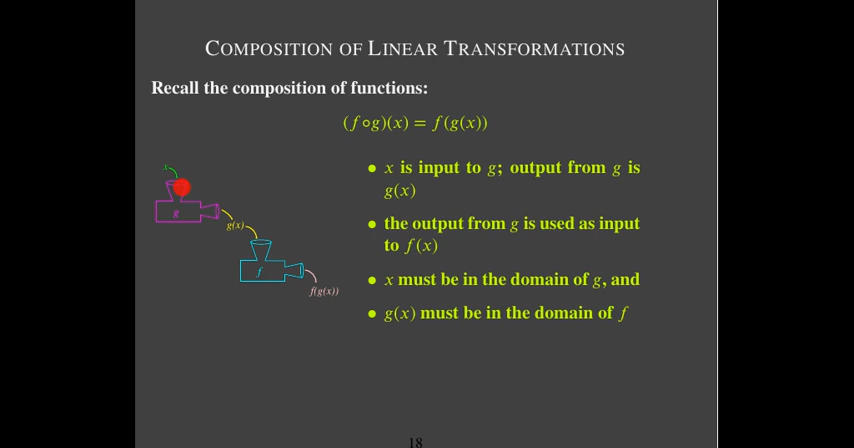 COMPOSITION OF LINEAR TRANSFORMATIONS
Recall the composition of functions:
(f∘g)(x) = f(g(x))
x
g
g(x)
f
f(g(x))
• x is input to g; output from g is
g(x)
• the output from g is used as input
to f(x)
• x must be in the domain of g, and
• g(x) must be in the domain of f
18